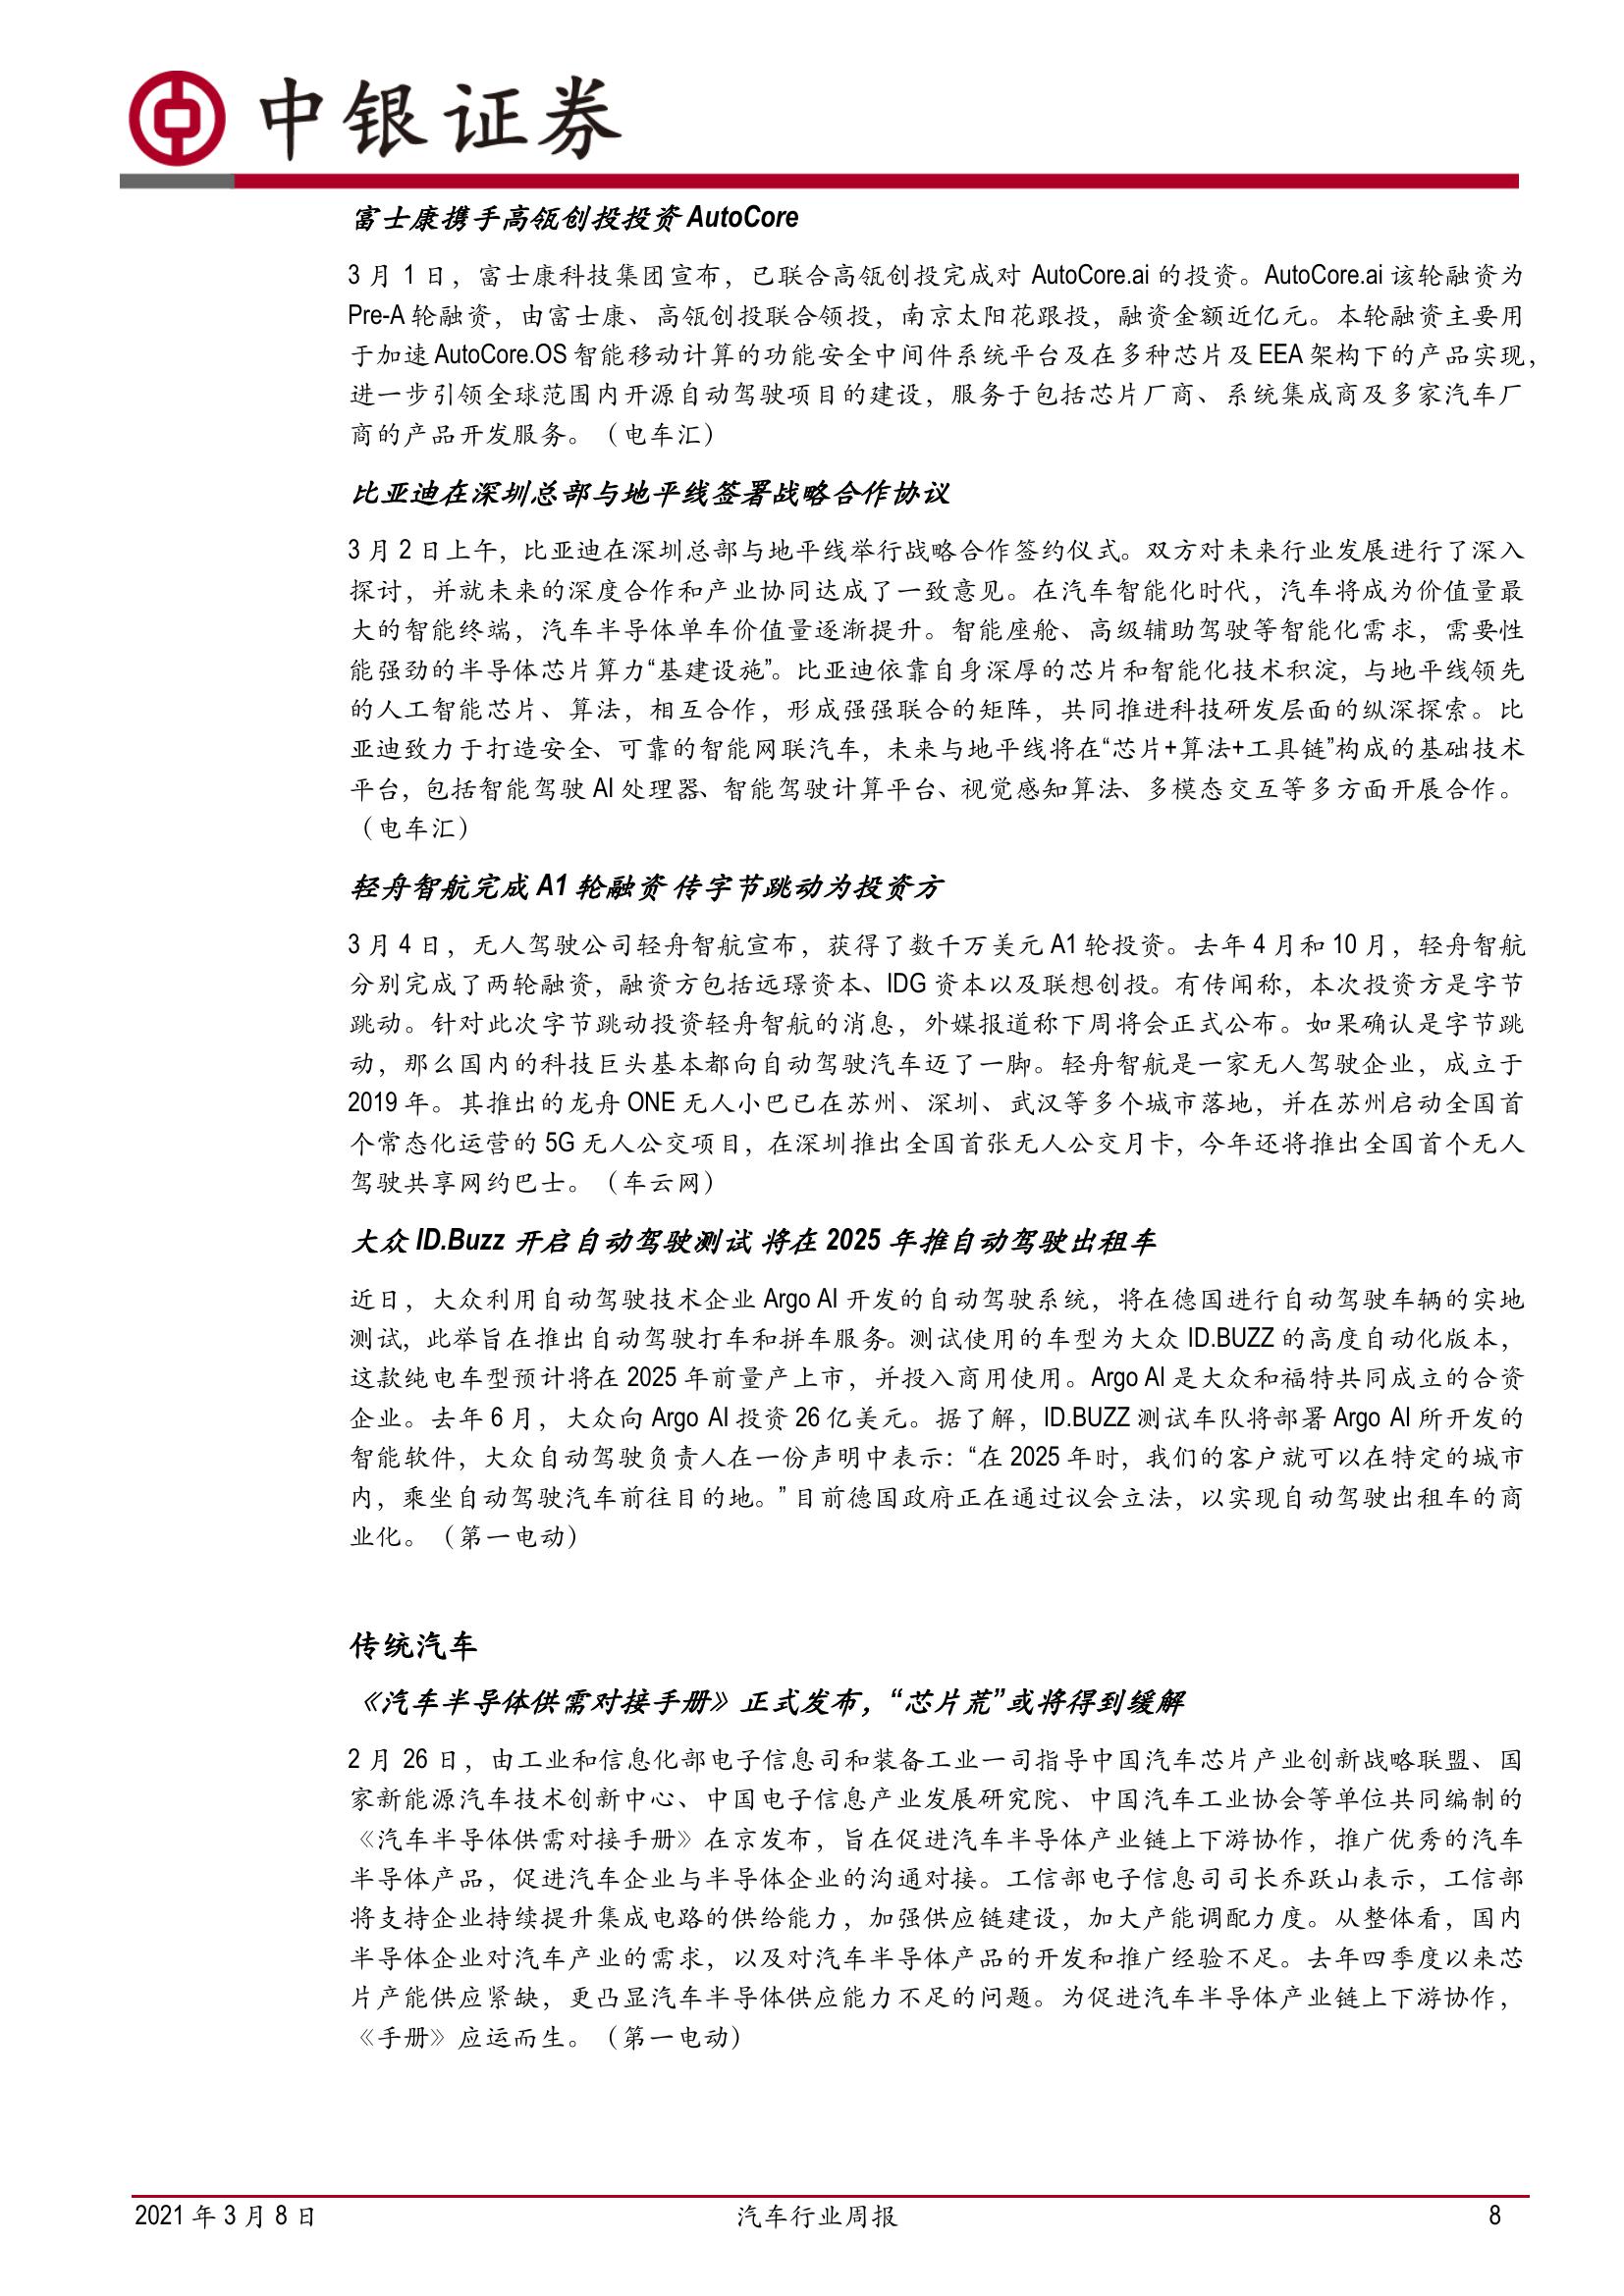 中银证券
富士康携手高瓴创投投资 AutoCore
3 月 1 日，富士康科技集团宣布，已联合高瓴创投完成对 AutoCore.ai 的投资。AutoCore.ai 该轮融资为
Pre-A 轮融资，由富士康、高瓴创投联合领投，南京太阳花跟投，融资金额近亿元。本轮融资主要用
于加速 AutoCore.OS 智能移动计算的功能安全中间件系统平台及在多种芯片及 EEA 架构下的产品实现，
进一步引领全球范围内开源自动驾驶项目的建设，服务于包括芯片厂商、系统集成商及多家汽车厂
商的产品开发服务。（电车汇）
比亚迪在深圳总部与地平线签署战略合作协议
3 月 2 日上午，比亚迪在深圳总部与地平线举行战略合作签约仪式。双方对未来行业发展进行了深入
探讨，并就未来的深度合作和产业协同达成了一致意见。在汽车智能化时代，汽车将成为价值量最
大的智能终端，汽车半导体单车价值量逐渐提升。智能座舱、高级辅助驾驶等智能化需求，需要性
能强劲的半导体芯片算力“基建设施”。比亚迪依靠自身深厚的芯片和智能化技术积淀，与地平线领先
的人工智能芯片、算法，相互合作，形成强强联合的矩阵，共同推进科技研发层面的纵深探索。比
亚迪致力于打造安全、可靠的智能网联汽车，未来与地平线将在“芯片+算法+工具链”构成的基础技术
平台，包括智能驾驶 AI 处理器、智能驾驶计算平台、视觉感知算法、多模态交互等多方面开展合作。
（电车汇）
轻舟智航完成 A1 轮融资 传字节跳动为投资方
3 月 4 日，无人驾驶公司轻舟智航宣布，获得了数千万美元 A1 轮投资。去年 4 月和 10 月，轻舟智航
分别完成了两轮融资，融资方包括远璟资本、IDG 资本以及联想创投。有传闻称，本次投资方是字节
跳动。针对此次字节跳动投资轻舟智航的消息，外媒报道称下周将会正式公布。如果确认是字节跳
动，那么国内的科技巨头基本都向自动驾驶汽车迈了一脚。轻舟智航是一家无人驾驶企业，成立于
2019 年。其推出的龙舟 ONE 无人小巴已在苏州、深圳、武汉等多个城市落地，并在苏州启动全国首
个常态化运营的 5G 无人公交项目，在深圳推出全国首张无人公交月卡，今年还将推出全国首个无人
驾驶共享网约巴士。（车云网）
大众 ID.Buzz 开启自动驾驶测试 将在 2025 年推自动驾驶出租车
近日，大众利用自动驾驶技术企业 Argo AI 开发的自动驾驶系统，将在德国进行自动驾驶车辆的实地
测试，此举旨在推出自动驾驶打车和拼车服务。测试使用的车型为大众 ID.BUZZ 的高度自动化版本，
这款纯电车型预计将在 2025 年前量产上市，并投入商用使用。Argo AI 是大众和福特共同成立的合资
企业。去年 6 月，大众向 Argo AI 投资 26 亿美元。据了解，ID.BUZZ 测试车队将部署 Argo AI 所开发的
智能软件，大众自动驾驶负责人在一份声明中表示：“在 2025 年时，我们的客户就可以在特定的城市
内，乘坐自动驾驶汽车前往目的地。” 目前德国政府正在通过议会立法，以实现自动驾驶出租车的商
业化。（第一电动）
传统汽车
《汽车半导体供需对接手册》正式发布，“芯片荒”或将得到缓解
2 月 26 日，由工业和信息化部电子信息司和装备工业一司指导中国汽车芯片产业创新战略联盟、国
家新能源汽车技术创新中心、中国电子信息产业发展研究院、中国汽车工业协会等单位共同编制的
《汽车半导体供需对接手册》在京发布，旨在促进汽车半导体产业链上下游协作，推广优秀的汽车
半导体产品，促进汽车企业与半导体企业的沟通对接。工信部电子信息司司长乔跃山表示，工信部
将支持企业持续提升集成电路的供给能力，加强供应链建设，加大产能调配力度。从整体看，国内
半导体企业对汽车产业的需求，以及对汽车半导体产品的开发和推广经验不足。去年四季度以来芯
片产能供应紧缺，更凸显汽车半导体供应能力不足的问题。为促进汽车半导体产业链上下游协作，
《手册》应运而生。（第一电动）
2021 年 3 月 8 日
汽车行业周报
8